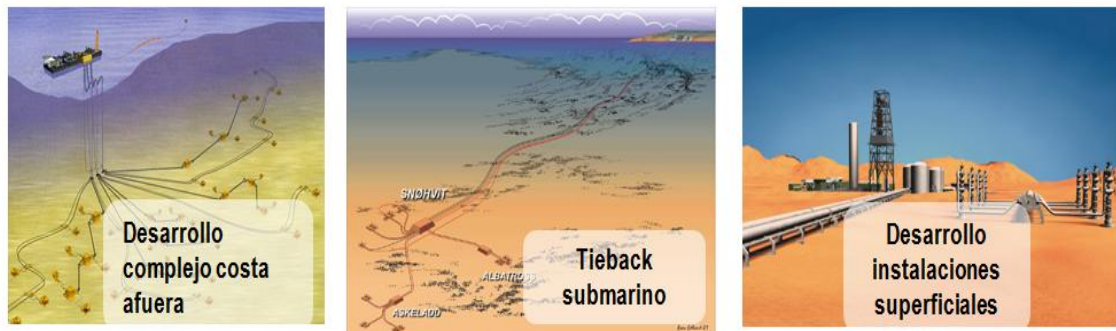 Desarrollo
complejo costa
afuera
SNØHVIT
ALBATROSS
ASKELADD
Tieback
submarino
Desarrollo
instalaciones
superficiales